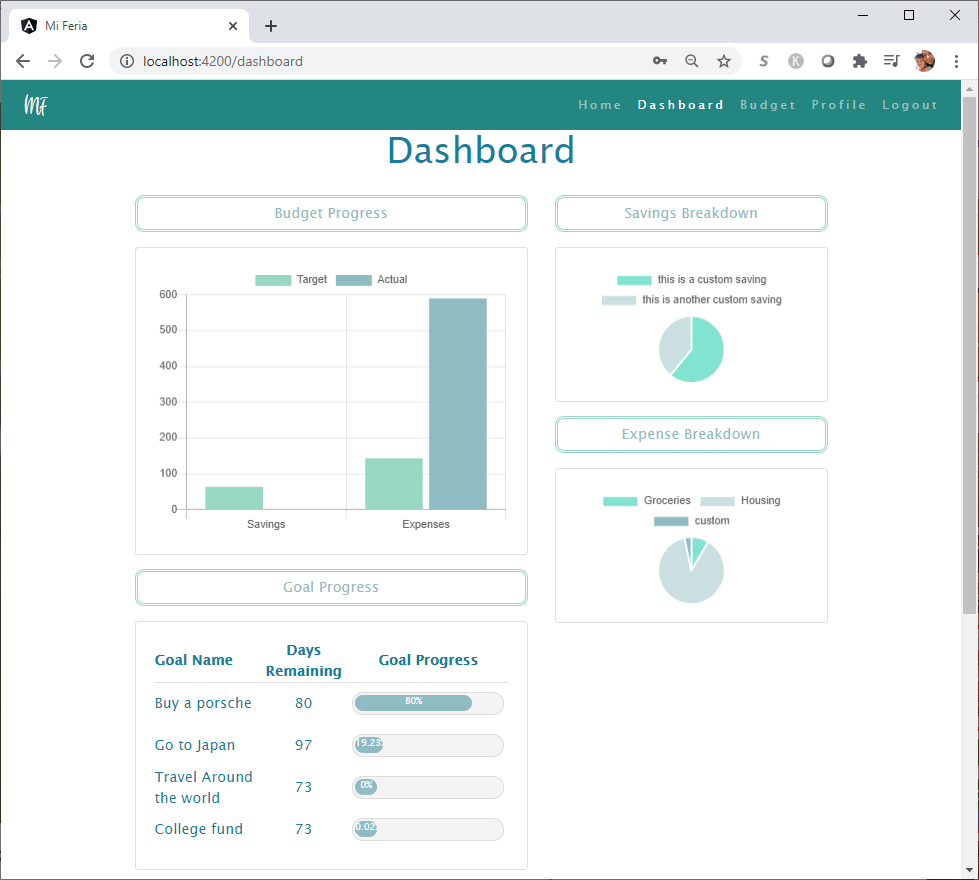 Mi Feria
localhost:4200/dashboard
S
K
MF
Home Dashboard Budget Profile Logout
Dashboard
Budget Progress
Target Actual
600
500
400
300
200
100
0
Savings Expenses
Goal Progress
Goal Name Days Remaining Goal Progress
Buy a porsche 80 80%
Go to Japan 97 19.23
Travel Around
the world 73 0%
College fund 73 0.02
Savings Breakdown
this is a custom saving
this is another custom saving
Expense Breakdown
Groceries Housing
custom